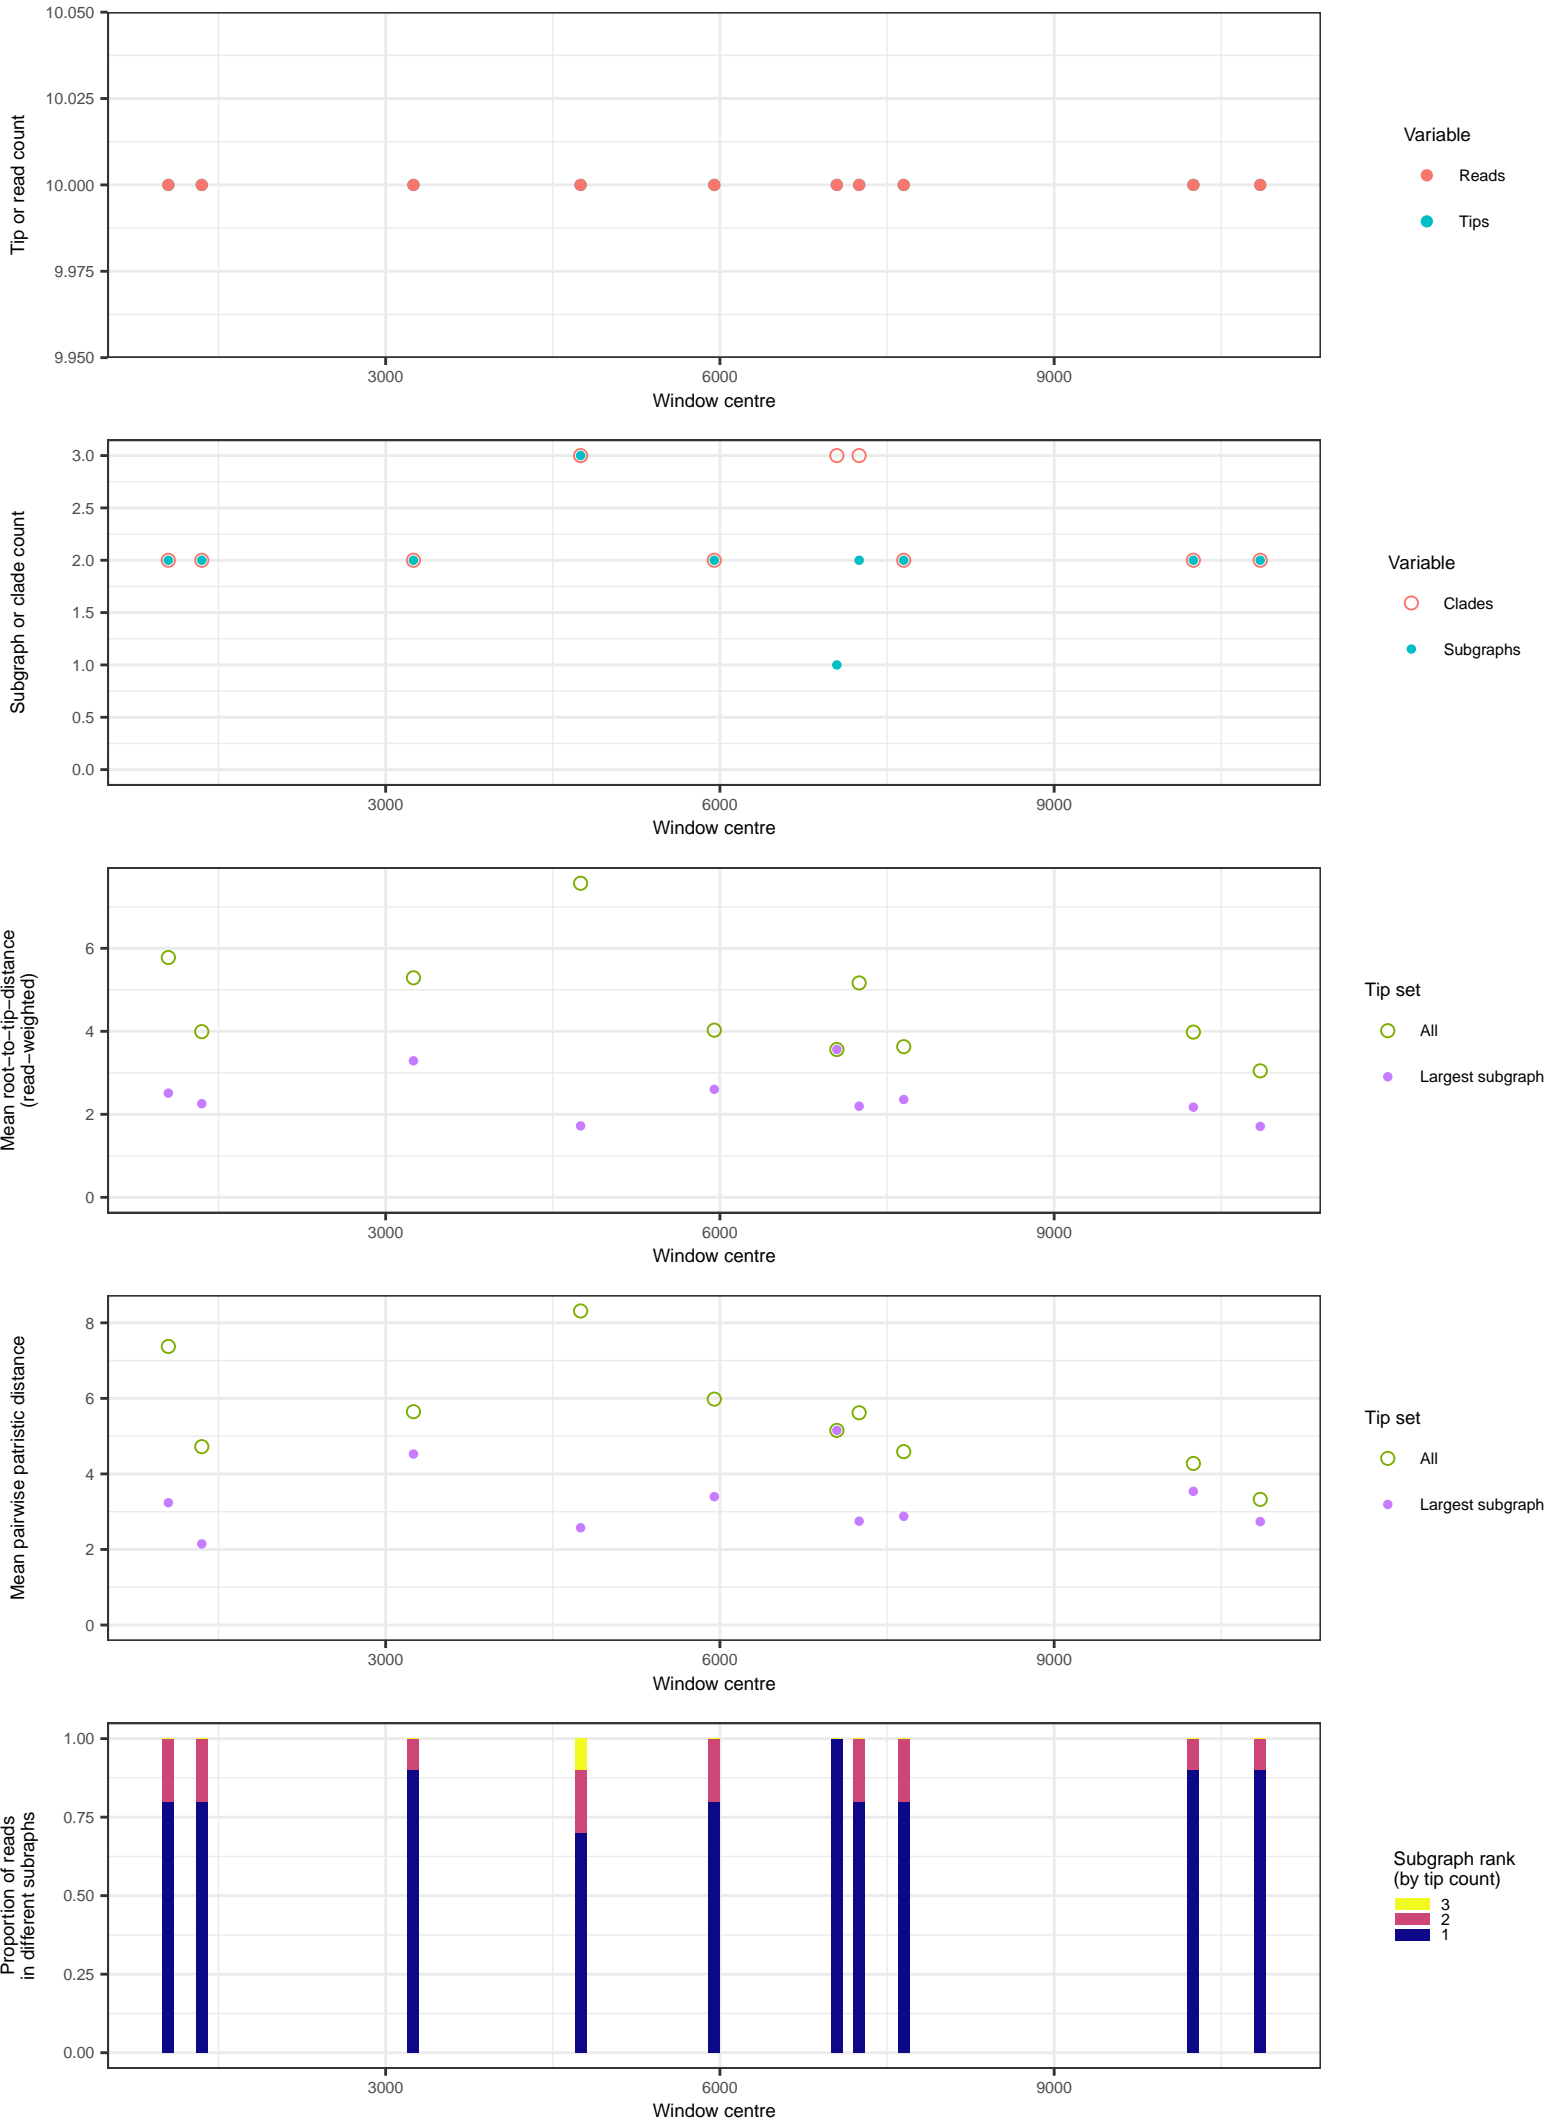 10.050
10.025
10.000
9.975
9.950
Tip or read count
3000 6000 9000
Window centre
Variable
Reads
Tips
3.0
2.5
2.0
1.5
1.0
0.5
0.0
Subgraph or clade count
3000 6000 9000
Window centre
Variable
Clades
Subgraphs
6
4
2
0
Mean root−to−tip−distance
(read−weighted)
3000 6000 9000
Window centre
Tip set
All
Largest subgraph
8
6
4
2
0
Mean pairwise patristic distance
3000 6000 9000
Window centre
Tip set
All
Largest subgraph
1.00
0.75
0.50
0.25
0.00
Proportion of reads
in different subraphs
3000 6000 9000
Window centre
Subgraph rank
(by tip count)
3
2
1